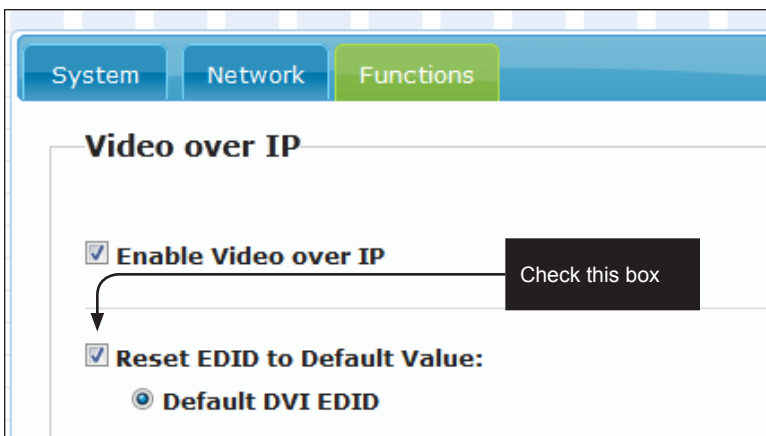 System Network Functions
Video over IP
Enable Video over IP
Check this box
Reset EDID to Default Value:
Default DVI EDID